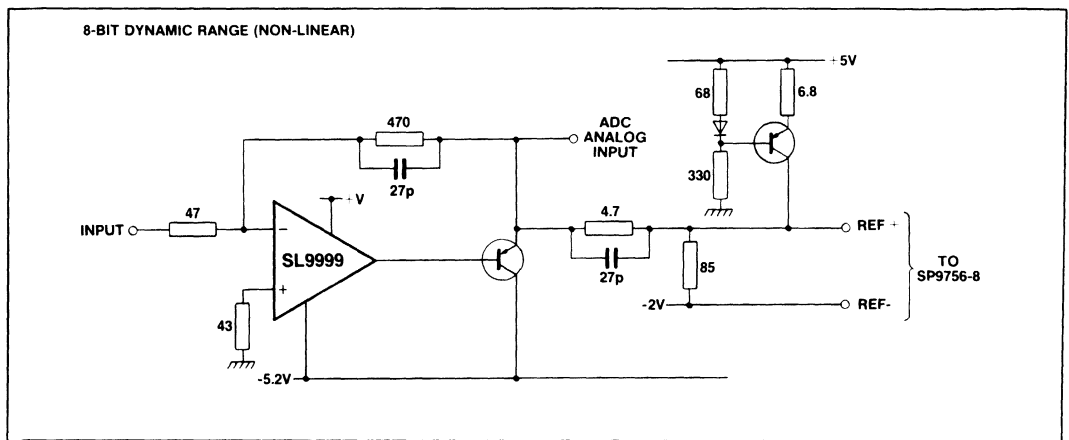 8-BIT DYNAMIC RANGE (NON-LINEAR)
+5V
68
6.8
470
ADC
ANALOG
INPUT
27p
330
+V
47
4.7
INPUT
−
REF +
SL9999
27p
85
TO
SP9756-8
+
43
-2V
REF-
-5.2V